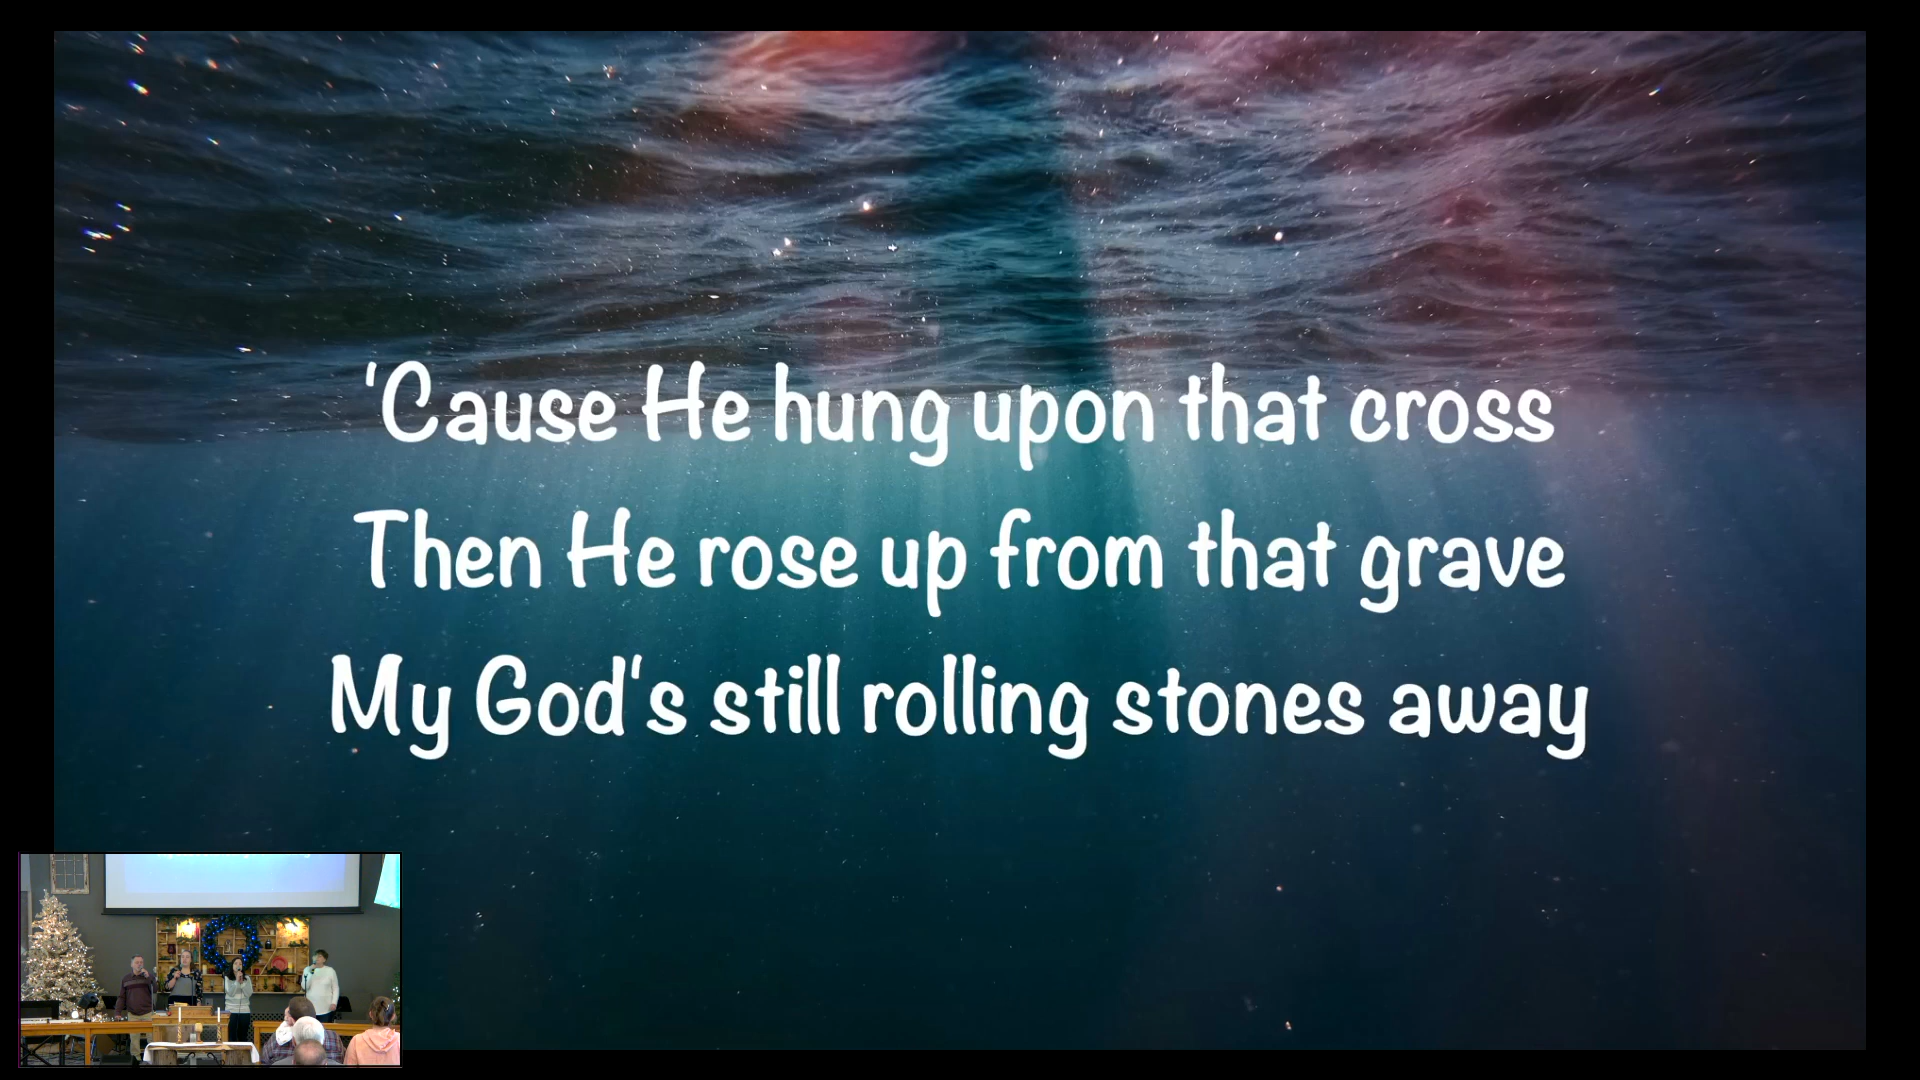 'Cause He hung upon that cross
Then He rose up from that grave
My God's still rolling stones away